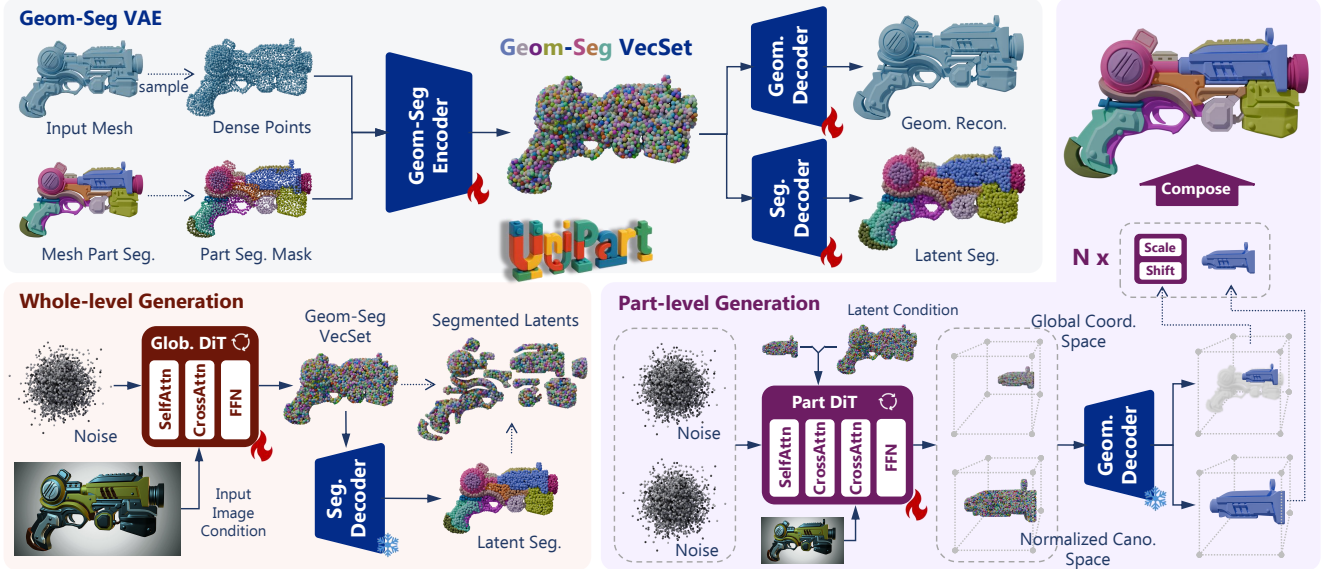 Geom-Seg VAE
Input Mesh
sample
Dense Points
Mesh Part Seg.
Part Seg. Mask
Geom-Seg
Encoder
Geom-Seg VecSet
UniPart
Geom.
Decoder
Seg.
Decoder
Geom. Recon.
Latent Seg.
Whole-level Generation
Noise
Glob. DiT
SelfAttn
CrossAttn
FFN
Input
Image
Condition
Geom-Seg
VecSet
Segmented Latents
Seg.
Decoder
Latent Seg.
Part-level Generation
Noise
Noise
Latent Condition
Part DiT
SelfAttn
CrossAttn
CrossAttn
FFN
Global Coord.
Space
Normalized Cano.
Space
Geom.
Decoder
N x
Scale
Shift
Compose